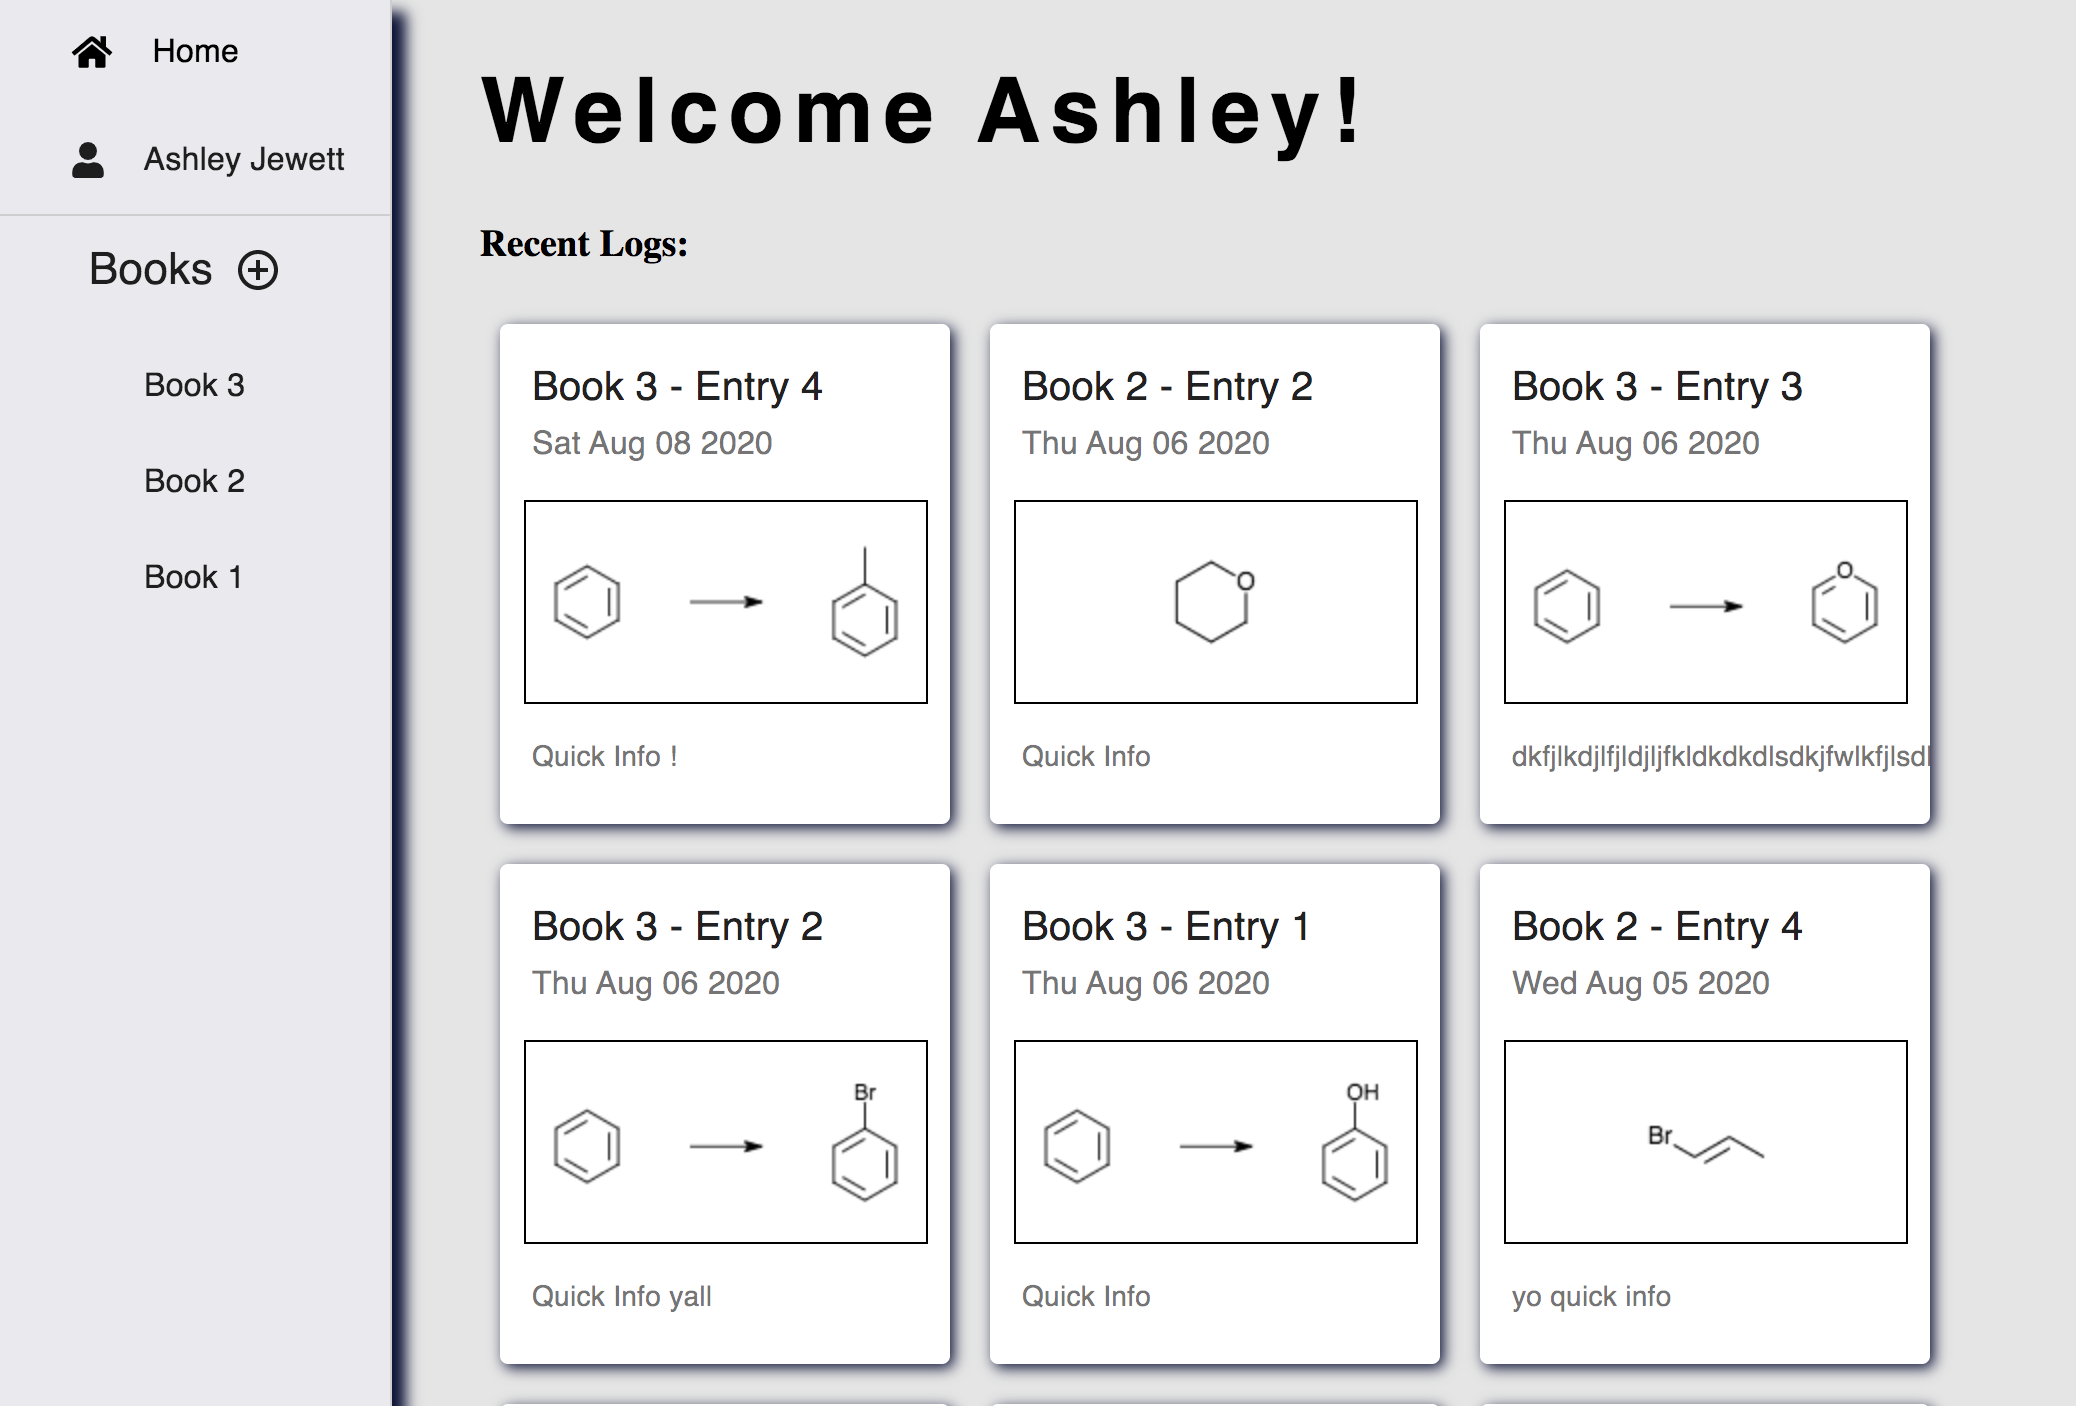 Home
Ashley Jewett
Books
Book 3
Book 2
Book 1
Welcome Ashley!
Recent Logs:
Book 3 - Entry 4
Sat Aug 08 2020
Quick Info !
Book 2 - Entry 2
Thu Aug 06 2020
O
Quick Info
Book 3 - Entry 3
Thu Aug 06 2020
O
dkfjlkdjlfjldjljfkldkdkdlsdkjfwlkfjlsdl
Book 3 - Entry 2
Thu Aug 06 2020
Br
Quick Info yall
Book 3 - Entry 1
Thu Aug 06 2020
OH
Quick Info
Book 2 - Entry 4
Wed Aug 05 2020
Br
yo quick info